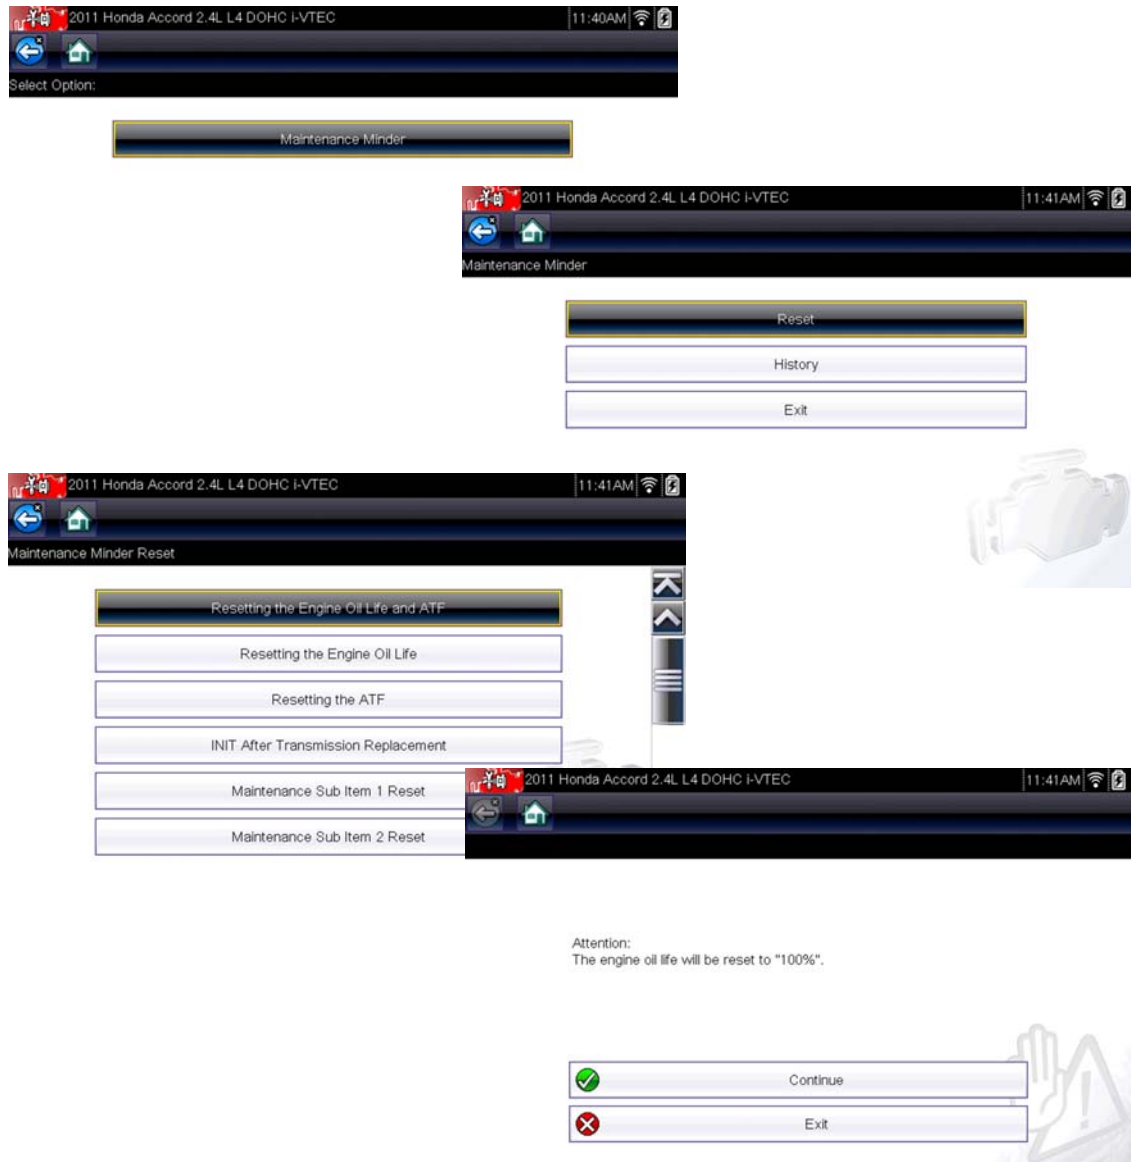 2011 Honda Accord 2.4L L4 DOHC i-VTEC 11:40AM
Select Option:
Maintenance Minder
2011 Honda Accord 2.4L L4 DOHC i-VTEC 11:41AM
Maintenance Minder
Reset
History
Exit
2011 Honda Accord 2.4L L4 DOHC i-VTEC 11:41AM
Maintenance Minder Reset
Resetting the Engine Oil Life and ATF
Resetting the Engine Oil Life
Resetting the ATF
INIT After Transmission Replacement
Maintenance Sub Item 1 Reset
Maintenance Sub Item 2 Reset
2011 Honda Accord 2.4L L4 DOHC i-VTEC 11:41AM
Attention:
The engine oil life will be reset to "100%".
Continue
Exit